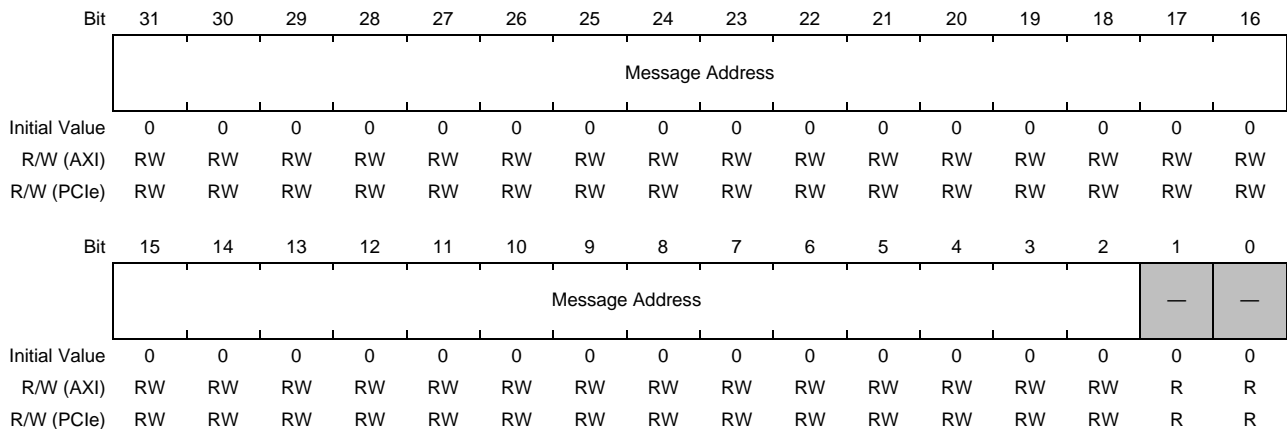 Bit 31 30 29 28 27 26 25 24 23 22 21 20 19 18 17 16
Message Address
Initial Value 0 0 0 0 0 0 0 0 0 0 0 0 0 0 0 0
R/W (AXI) RW RW RW RW RW RW RW RW RW RW RW RW RW RW RW RW
R/W (PCIe) RW RW RW RW RW RW RW RW RW RW RW RW RW RW RW RW
Bit 15 14 13 12 11 10 9 8 7 6 5 4 3 2 1 0
Message Address — —
Initial Value 0 0 0 0 0 0 0 0 0 0 0 0 0 0 0 0
R/W (AXI) RW RW RW RW RW RW RW RW RW RW RW RW RW RW R R
R/W (PCIe) RW RW RW RW RW RW RW RW RW RW RW RW RW RW R R